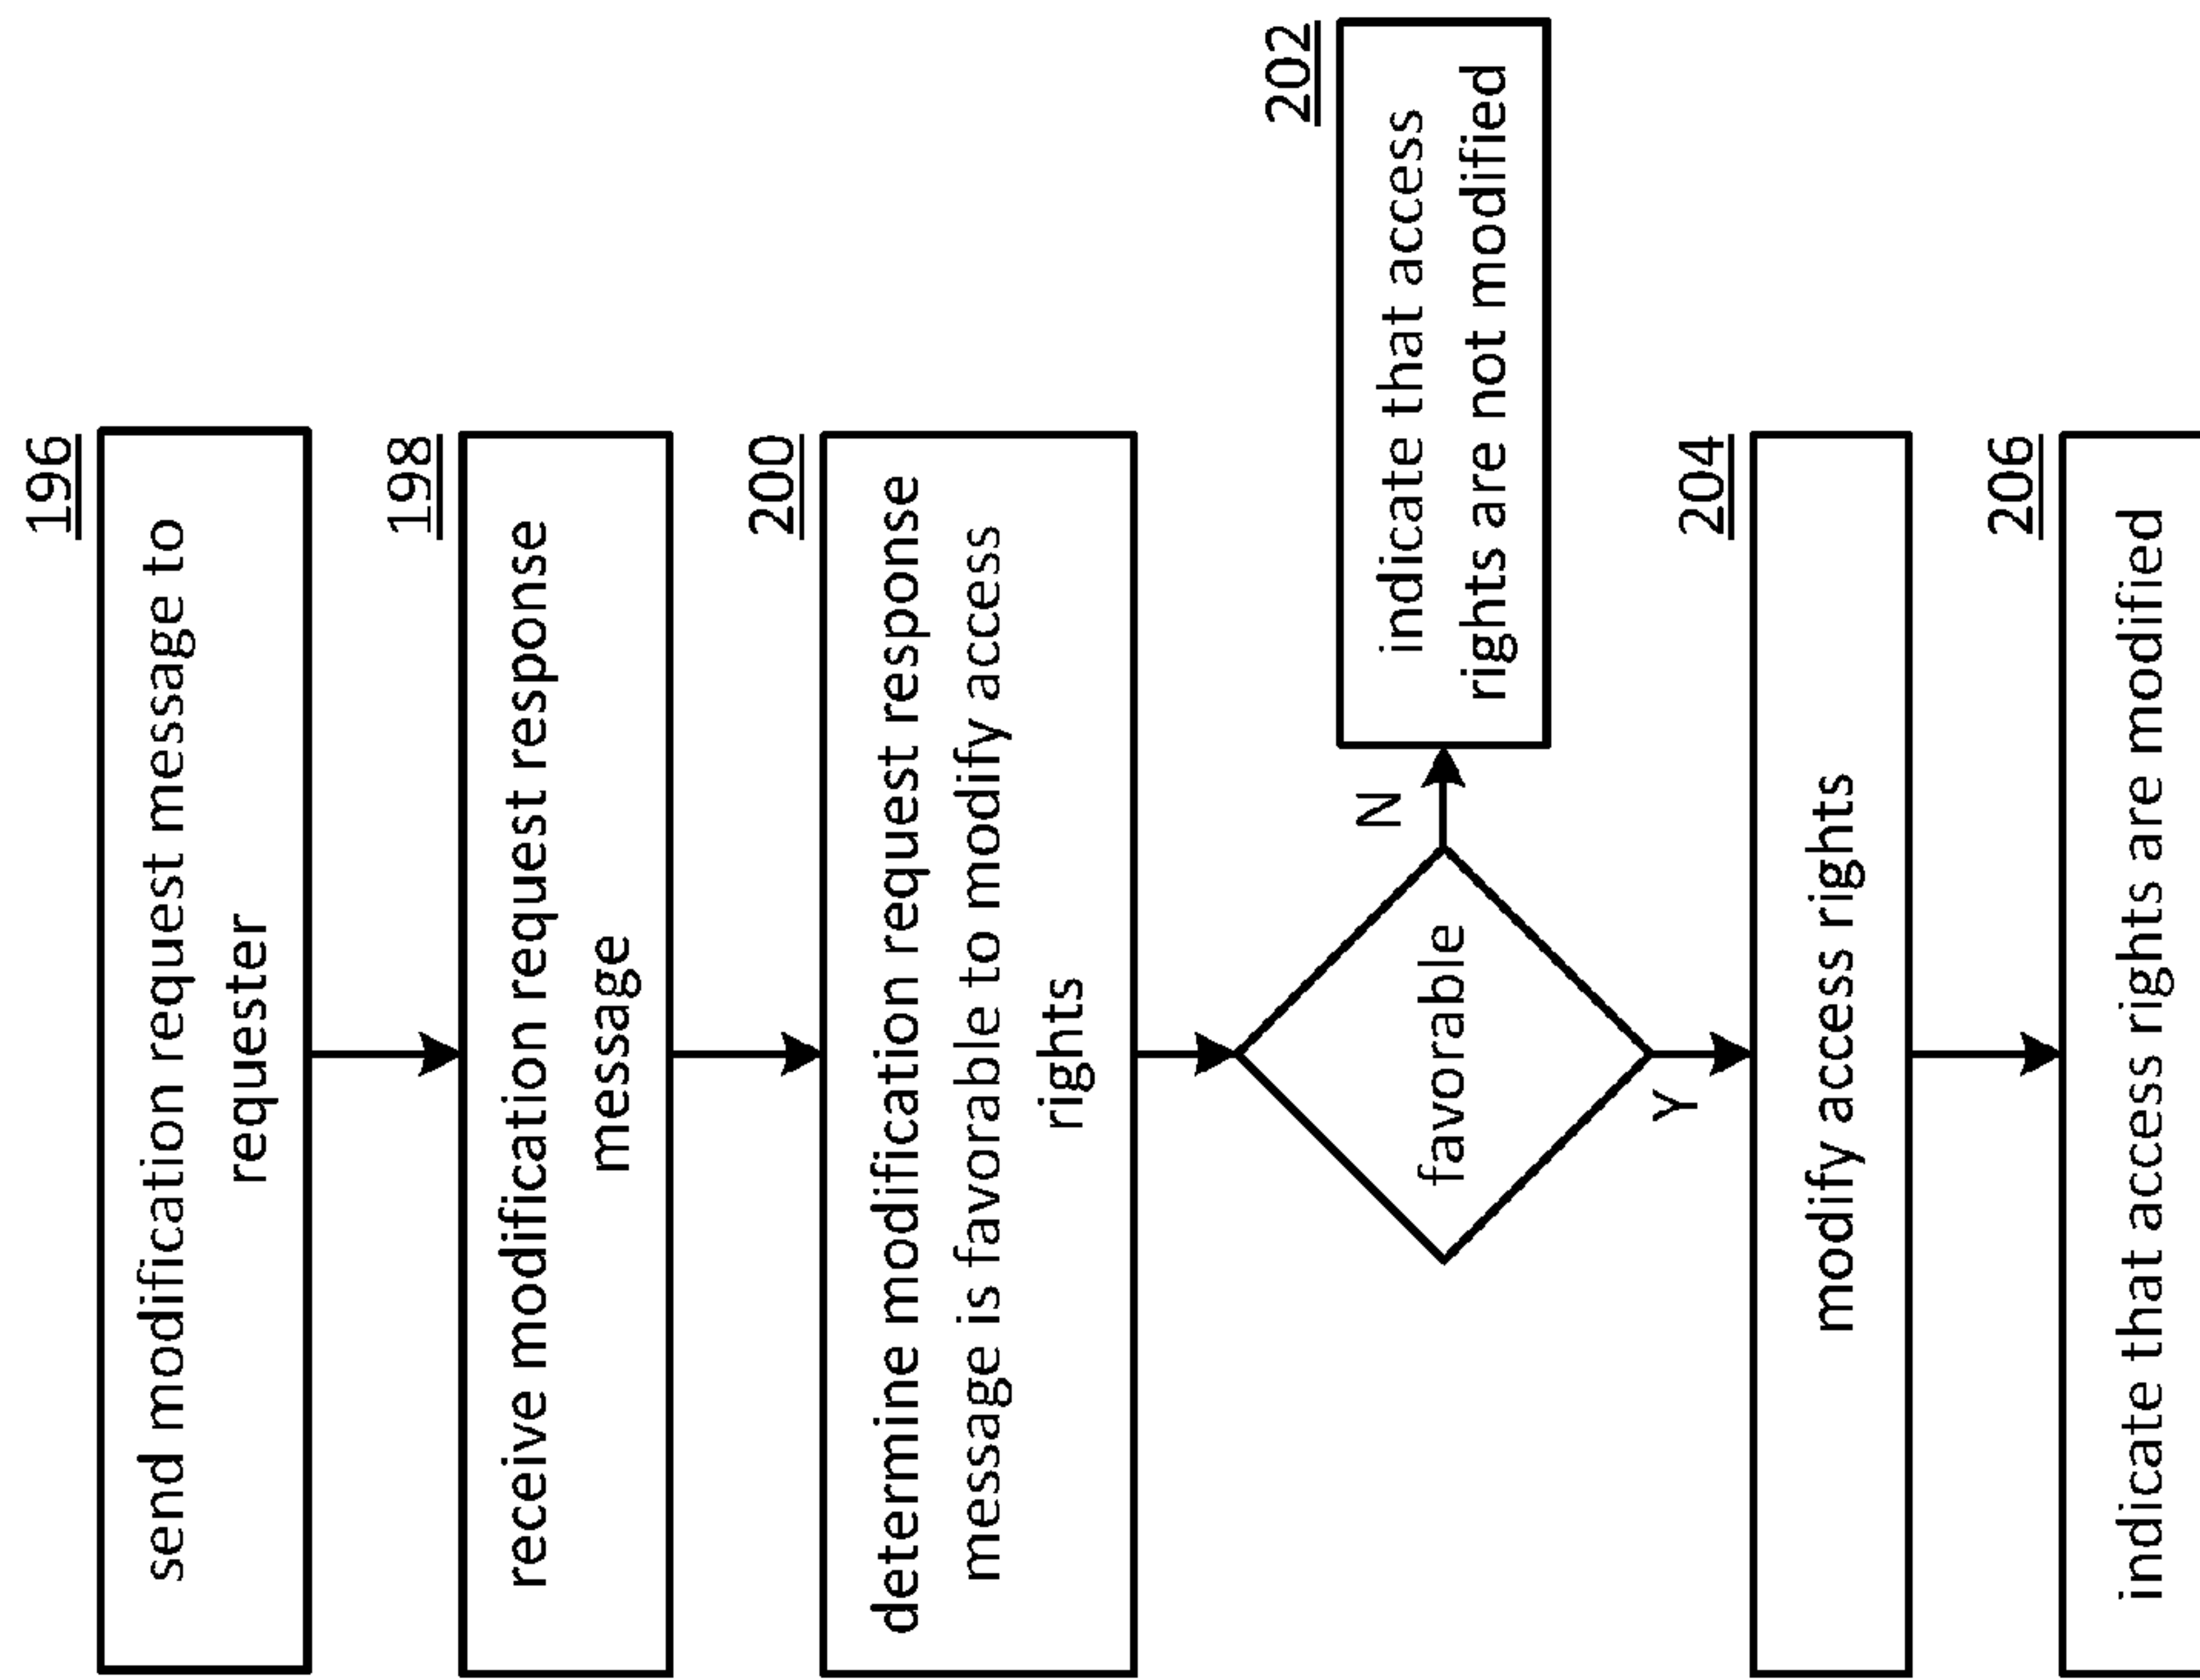 196
send modification request message to
requester
198
receive modification request response
message
200
determine modification request response
message is favorable to modify access
rights
favorable
N
202
indicate that access
rights are not modified
Y
204
modify access rights
206
indicate that access rights are modified